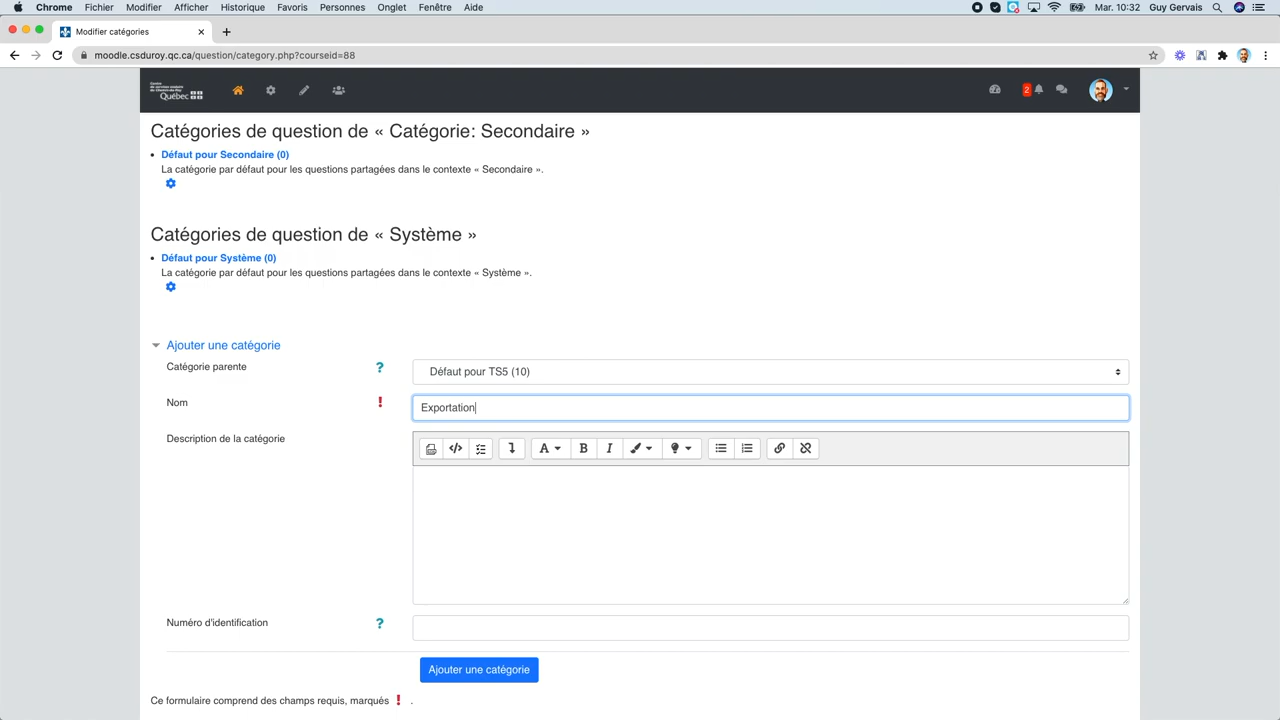 Chrome Fichier Modifier Afficher Historique Favoris Personnes Onglet Fenêtre Aide Mar. 10:32 Guy Gervais
Modifier catégories
moodle.csduroy.qc.ca/question/category.php?courseid=88
Québec
2
Catégories de question de « Catégorie: Secondaire »
Défaut pour Secondaire (0)
La catégorie par défaut pour les questions partagées dans le contexte « Secondaire ».
Catégories de question de « Système »
Défaut pour Système (0)
La catégorie par défaut pour les questions partagées dans le contexte « Système ».
Ajouter une catégorie
Catégorie parente ? Défaut pour TS5 (10)
Nom ! Exportation
Description de la catégorie
A B I
Numéro d'identification ?
Ajouter une catégorie
Ce formulaire comprend des champs requis, marqués ! .